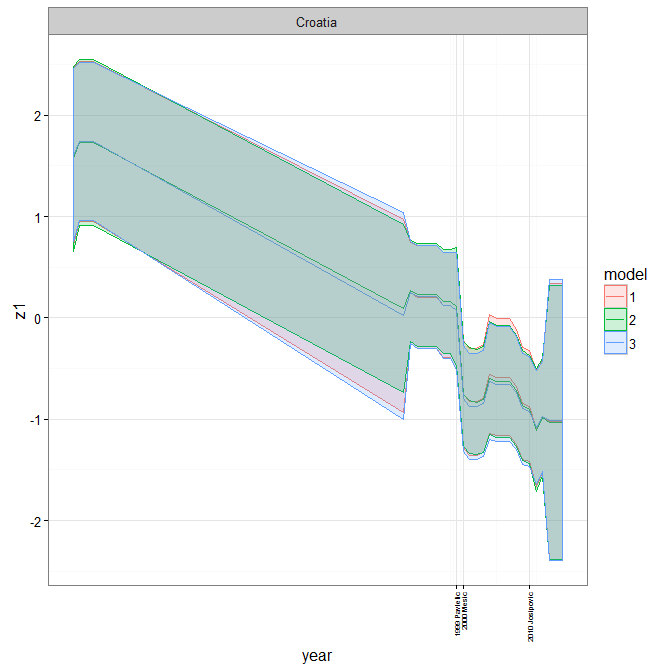 Croatia
2
1
0
-1
-2
z1
1999 Pavletic
2000 Mesic
2010 Josipovic
year
model
1
2
3